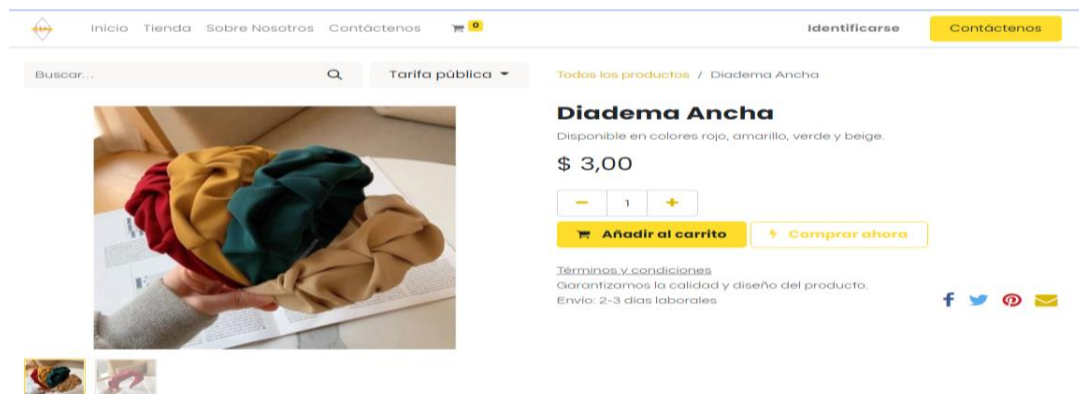 Inicio Tienda Sobre Nosotros Contáctenos 0 Identificarse Contáctenos
Buscar... Tarifa pública
Todos los productos / Diadema Ancha
Diadema Ancha
Disponible en colores rojo, amarillo, verde y beige.
$ 3,00
1
Añadir al carrito Comprar ahora
Términos y condiciones
Garantizamos la calidad y diseño del producto.
Envío: 2-3 días laborales